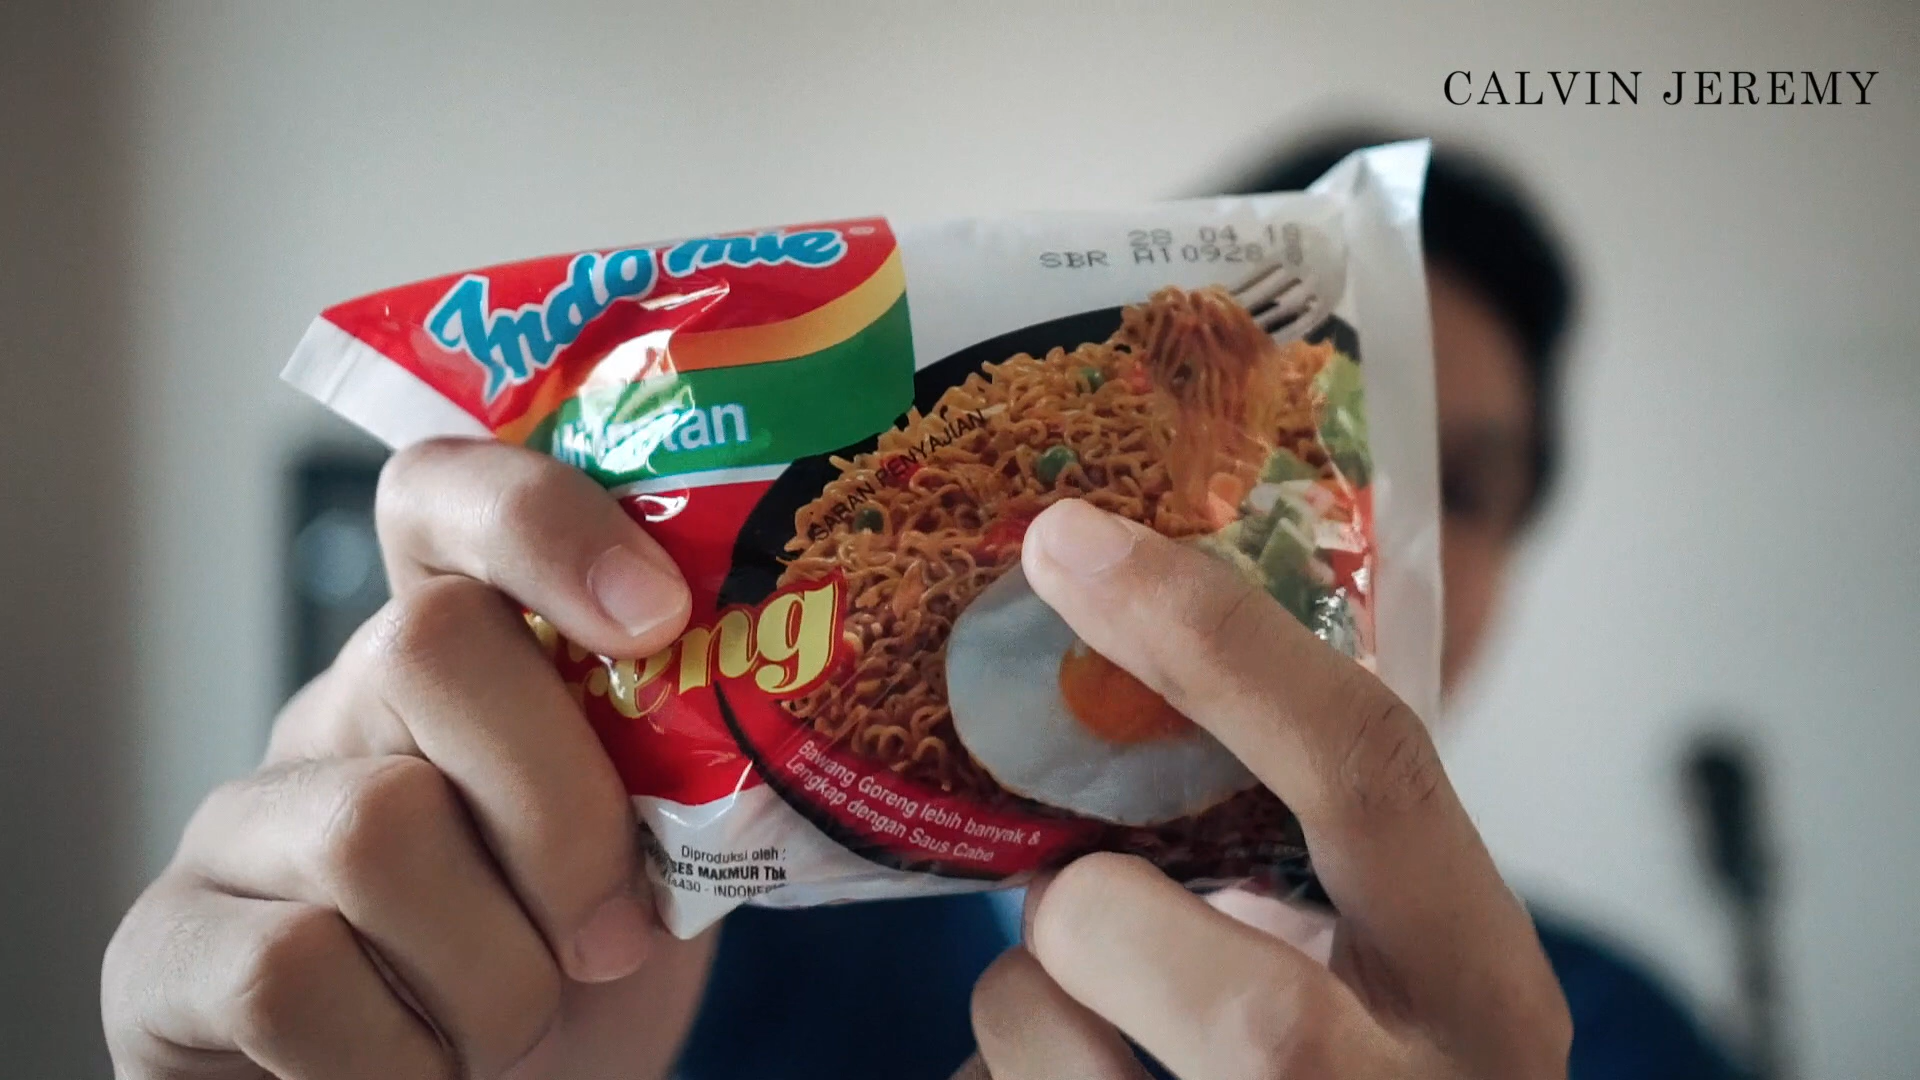 CALVIN JEREMY
Indomie
28 04 18
SBR A10928
SARAN PENYAJIAN
Bawang Goreng lebih banyak &
Lengkap dengan Saus Cabe
Diproduksi oleh :
MAKMUR Tbk